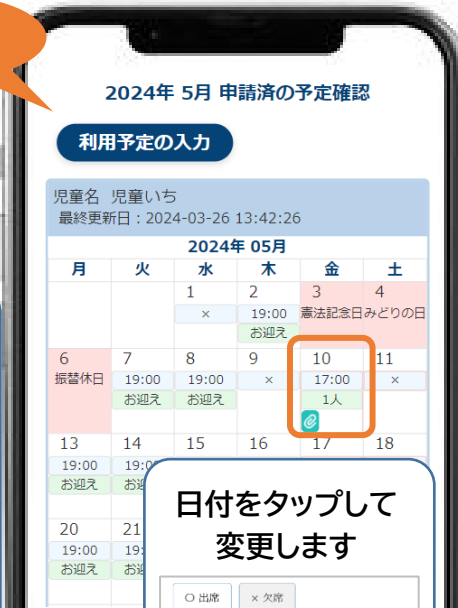 2024年 5月 申請済の予定確認
利用予定の入力
児童名 児童いち
最終更新日：2024-03-26 13:42:26
2024年 05月
月 火 水 木 金 土
1 2 3 4
× 19:00 憲法記念日 みどりの日
お迎え
6 7 8 9 10 11
振替休日 19:00 19:00 × 17:00 ×
お迎え お迎え 1人
13 14 15 16 17 18
19:00 19:0
お迎え お迎
日付をタップして
20 21
変更します
19:00 19:
お迎え お迎
○ 出席 × 欠席